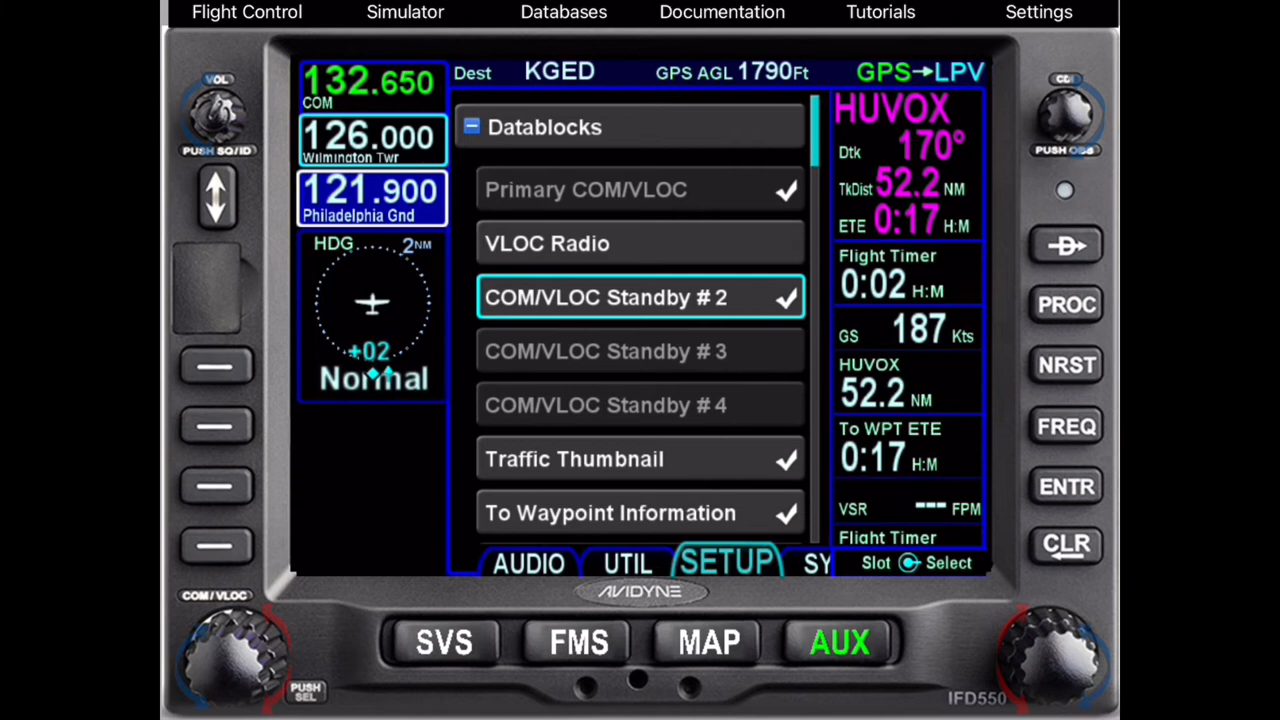 Flight Control Simulator Databases Documentation Tutorials Settings
VOL
PUSH SQ/ID
132.650
COM
126.000
Wilmington Twr
121.900
Philadelphia Gnd
HDG 2NM
+02
Normal
Dest KGED GPS AGL 1790Ft GPS→LPV
Datablocks
Primary COM/VLOC
VLOC Radio
COM/VLOC Standby # 2
COM/VLOC Standby # 3
COM/VLOC Standby # 4
Traffic Thumbnail
To Waypoint Information
AUDIO UTIL SETUP SY
HUVOX
Dtk 170°
TkDist 52.2 NM
ETE 0:17 H:M
Flight Timer
0:02 H:M
GS 187 Kts
HUVOX
52.2 NM
To WPT ETE
0:17 H:M
VSR --- FPM
Flight Timer
Slot Select
CDI
PUSH OBS
D
PROC
NRST
FREQ
ENTR
CLR
COM/VLOC
PUSH
SEL
AVIDYNE
SVS FMS MAP AUX
IFD550